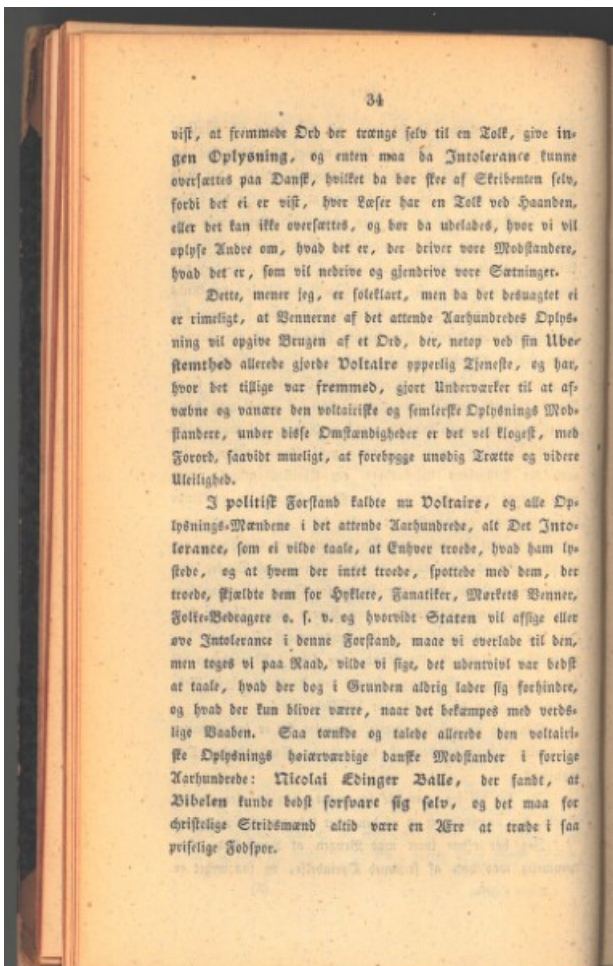 34
vist, at fremmede Ord der trænge selv til en Tolk, give in-
gen Oplysning, og enten maa da Intolerance kunne
oversættes paa Dansk, hvilket da bør skee af Skribenten selv,
fordi det ei er vist, hver Læser har en Tolk ved Haanden,
eller det kan ikke oversættes, og bør da udelades, hvor vi vil
oplyse Andre om, hvad det er, der driver vore Modstandere,
hvad det er, som vil nedrive og gjendrive vore Sætninger.
Dette, mener jeg, er soleklart, men da det desuagtet ei
er rimeligt, at Vennerne af det attende Aarhundredes Oplys-
ning vil opgive Brugen af et Ord, der, netop ved sin Ube-
stemthed allerede gjorde Voltaire ypperlig Tjeneste, og har,
hvor det tillige var fremmed, gjort Underværker til at af-
væbne og vanære den voltairiske og semlerske Oplysnings Mod-
standere, under disse Omstændigheder er det vel klogest, med
Forord, saavidt mueligt, at forebygge unødig Trætte og videre
Uleilighed.
I politisk Forstand kaldte nu Voltaire, og alle Op-
lysnings-Mændene i det attende Aarhundrede, alt Det Into-
lerance, som ei vilde taale, at Enhver troede, hvad ham ly-
stede, og at hvem der intet troede, spottede med dem, der
troede, skjældte dem for Hyklere, Fanatiker, Mørkets Venner,
Folke-Bedragere o. s. v. og hvorvidt Staten vil afsige eller
øve Intolerance i denne Forstand, maae vi overlade til den,
men toges vi paa Raad, vilde vi sige, det udentvivl var bedst
at taale, hvad der dog i Grunden aldrig lader sig forhindre,
og hvad der kun bliver værre, naar det bekæmpes med verds-
lige Vaaben. Saa tænkde og talede allerede den voltairi-
ske Oplysnings høiærværdige danske Modstander i forrige
Aarhundrede: Nicolai Edinger Balle, der fandt, at
Bibelen kunde bedst forsvare sig selv, og det maa for
christelige Stridsmænd altid være en Ære at træde i saa
priselige Fodspor.